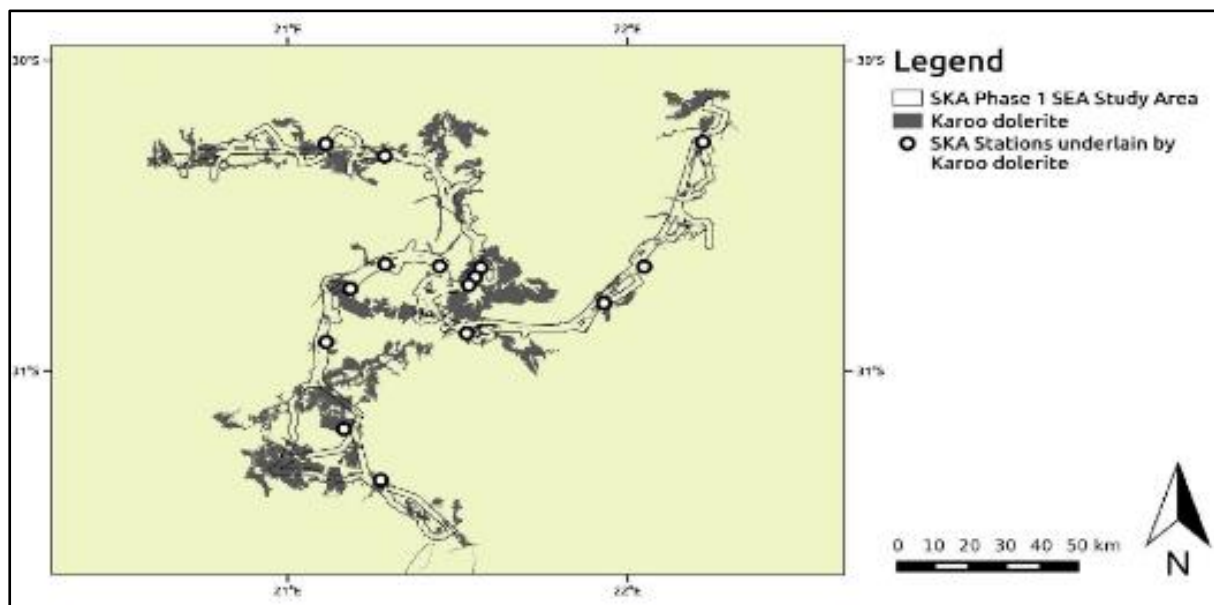 21°E 22°E
30°S 30°S
Legend
SKA Phase 1 SEA Study Area
Karoo dolerite
SKA Stations underlain by
Karoo dolerite
31°S 31°S
0 10 20 30 40 50 km
N
21°E 22°E